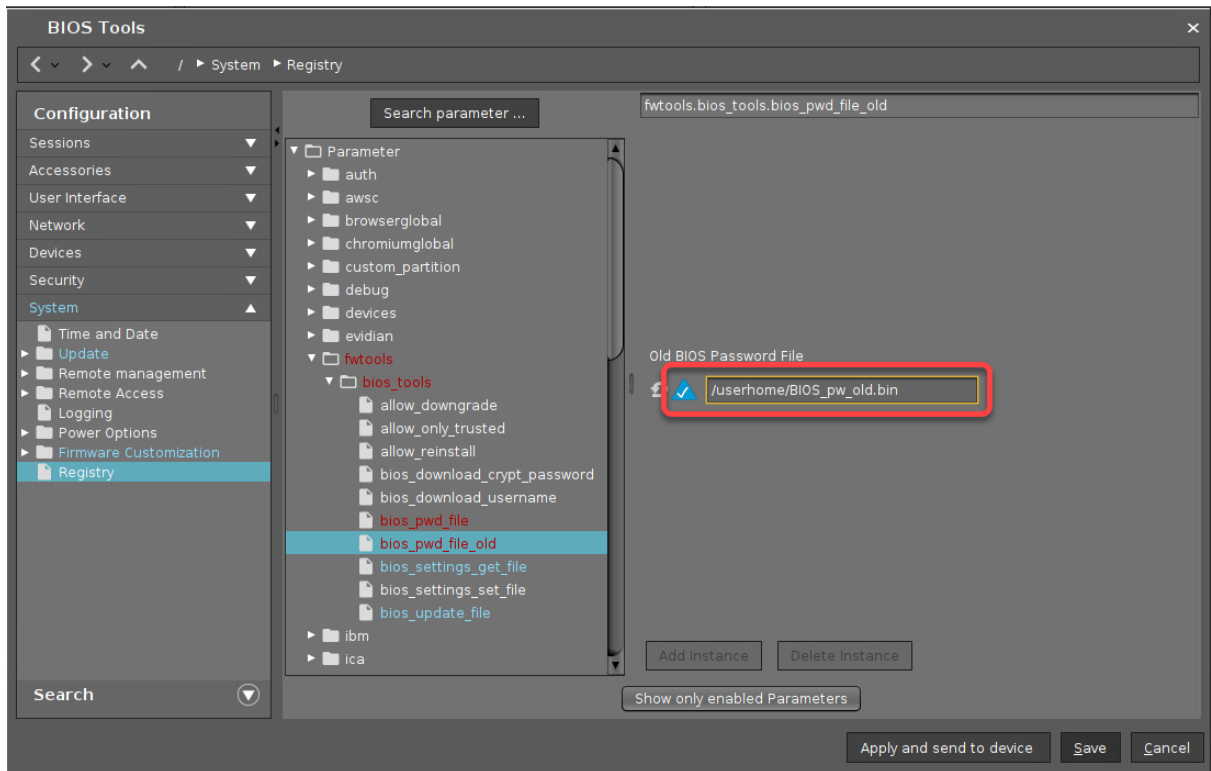 BIOS Tools
/ System Registry
Configuration
Sessions
Accessories
User Interface
Network
Devices
Security
System
Time and Date
Update
Remote management
Remote Access
Logging
Power Options
Firmware Customization
Registry
Search
Search parameter ...
Parameter
auth
awsc
browserglobal
chromiumglobal
custom_partition
debug
devices
evidian
fwtools
bios_tools
allow_downgrade
allow_only_trusted
allow_reinstall
bios_download_crypt_password
bios_download_username
bios_pwd_file
bios_pwd_file_old
bios_settings_get_file
bios_settings_set_file
bios_update_file
ibm
ica
fwtools.bios_tools.bios_pwd_file_old
Old BIOS Password File
/userhome/BIOS_pw_old.bin
Add Instance Delete Instance
Show only enabled Parameters
Apply and send to device Save Cancel